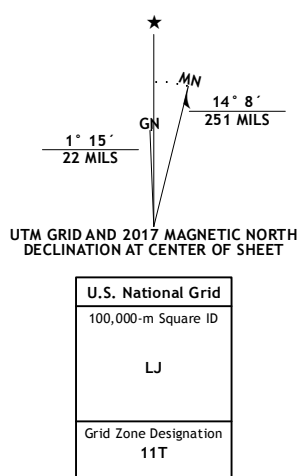 ★
MN
GN
14° 8´
251 MILS
1° 15´
22 MILS
UTM GRID AND 2017 MAGNETIC NORTH
DECLINATION AT CENTER OF SHEET
U.S. National Grid
100,000-m Square ID
LJ
Grid Zone Designation
11T